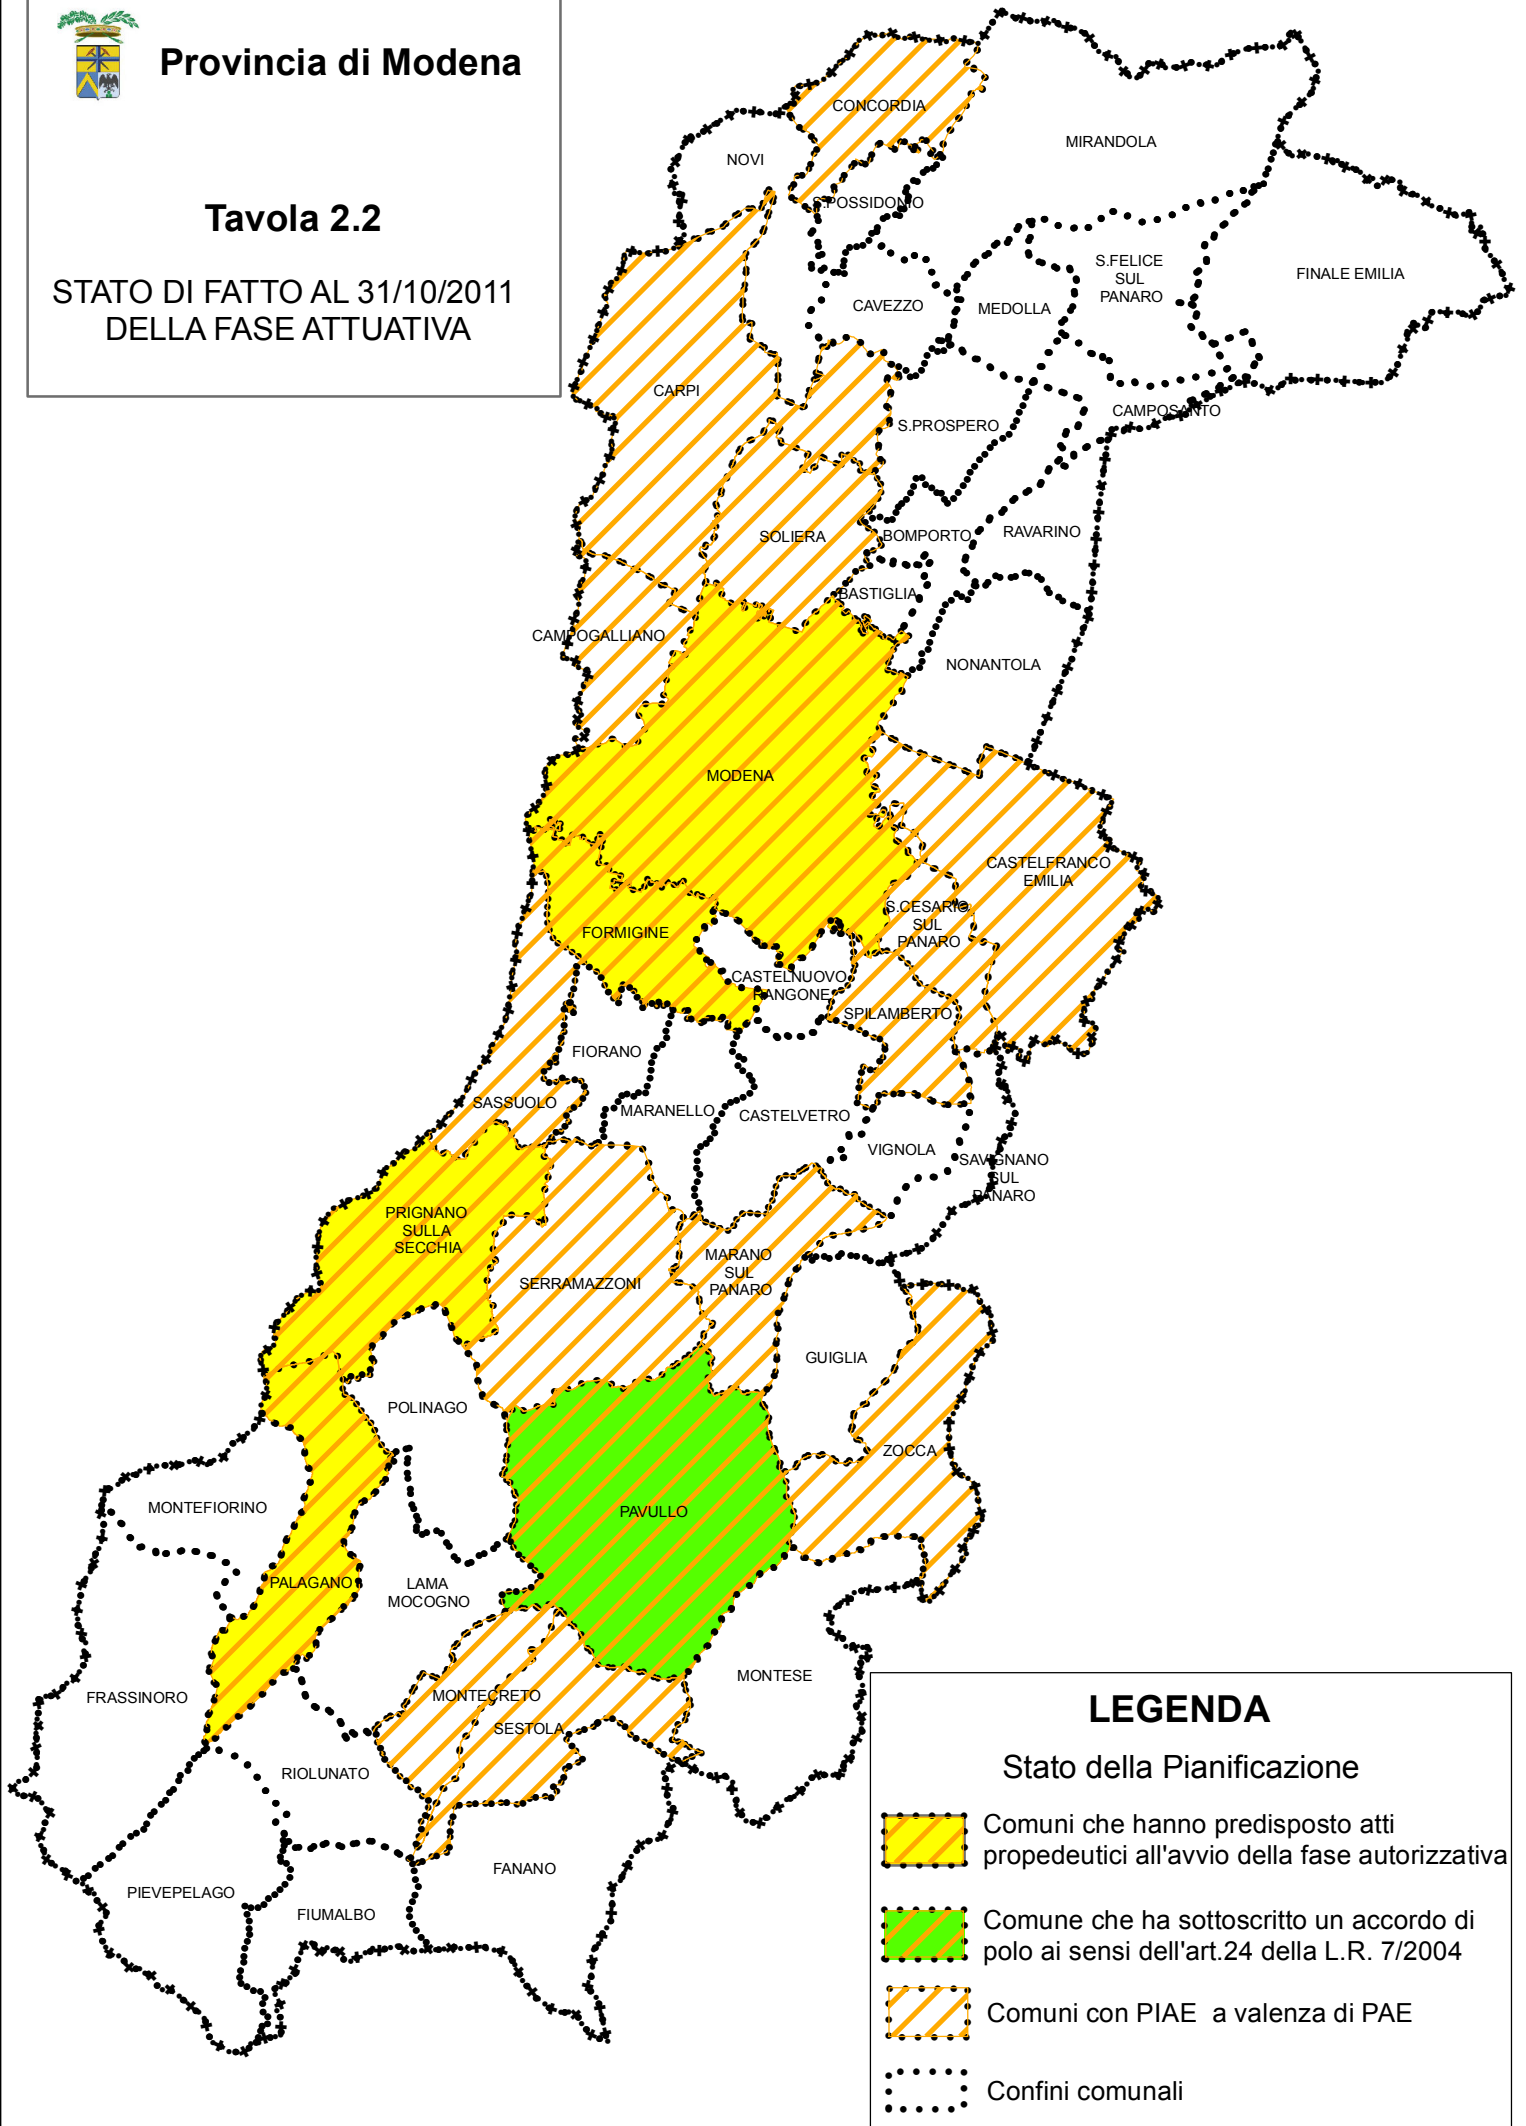 Provincia di Modena
Tavola 2.2
STATO DI FATTO AL 31/10/2011
DELLA FASE ATTUATIVA
CONCORDIA
MIRANDOLA
NOVI
S.POSSIDONIO
S.FELICE
SUL
PANARO
FINALE EMILIA
CAVEZZO
MEDOLLA
CARPI
CAMPOSANTO
S.PROSPERO
SOLIERA
BOMPORTO
RAVARINO
BASTIGLIA
CAMPOGALLIANO
NONANTOLA
MODENA
CASTELFRANCO
EMILIA
S.CESARIO
SUL
PANARO
FORMIGINE
CASTELNUOVO
RANGONE
SPILAMBERTO
FIORANO
SASSUOLO
MARANELLO
CASTELVETRO
VIGNOLA
SAVIGNANO
SUL
PANARO
PRIGNANO
SULLA
SECCHIA
SERRAMAZZONI
MARANO
SUL
PANARO
GUIGLIA
POLINAGO
ZOCCA
MONTEFIORINO
PAVULLO
PALAGANO
LAMA
MOCOGNO
MONTESE
FRASSINORO
MONTECRETO
SESTOLA
RIOLUNATO
FANANO
PIEVEPELAGO
FIUMALBO
LEGENDA
Stato della Pianificazione
Comuni che hanno predisposto atti
propedeutici all'avvio della fase autorizzativa
Comune che ha sottoscritto un accordo di
polo ai sensi dell'art.24 della L.R. 7/2004
Comuni con PIAE a valenza di PAE
Confini comunali